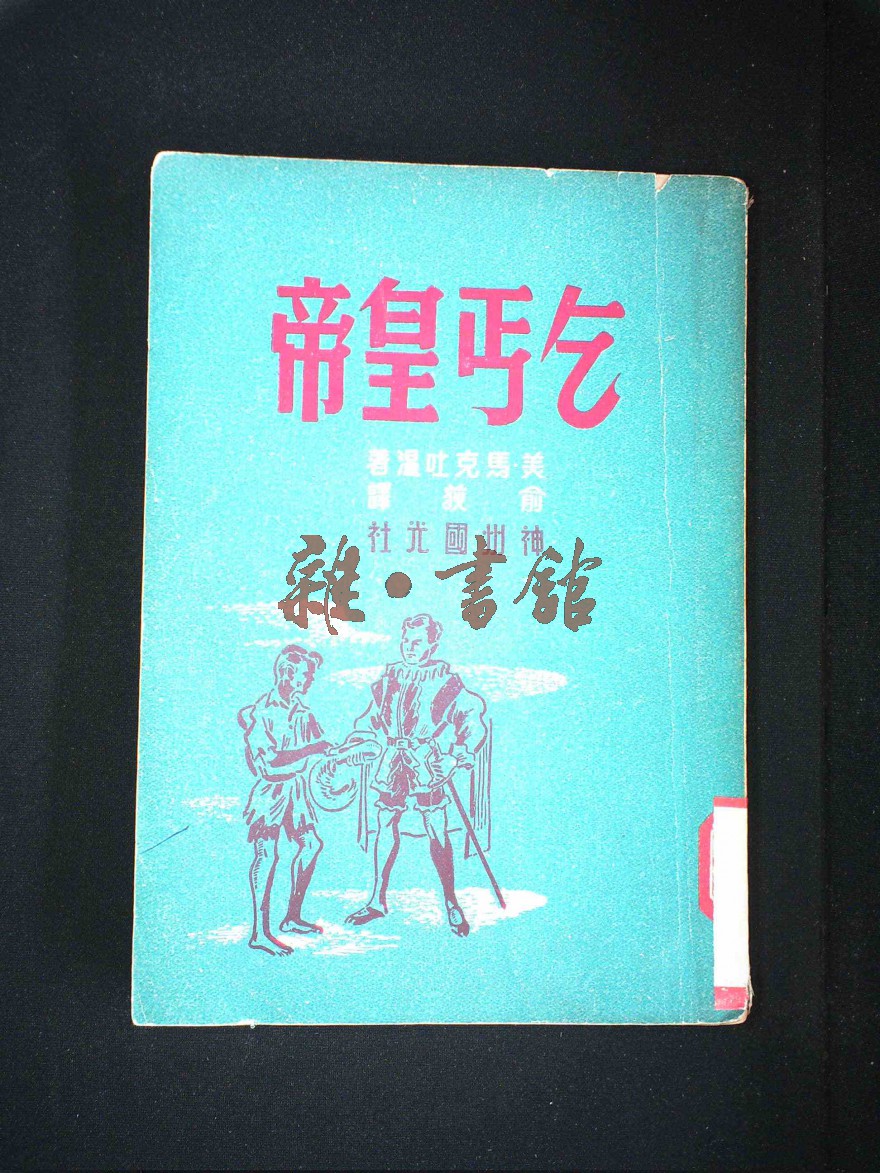 乞丐皇帝
美·馬克吐溫著
俞荻譯
神州國光社
雜·書館